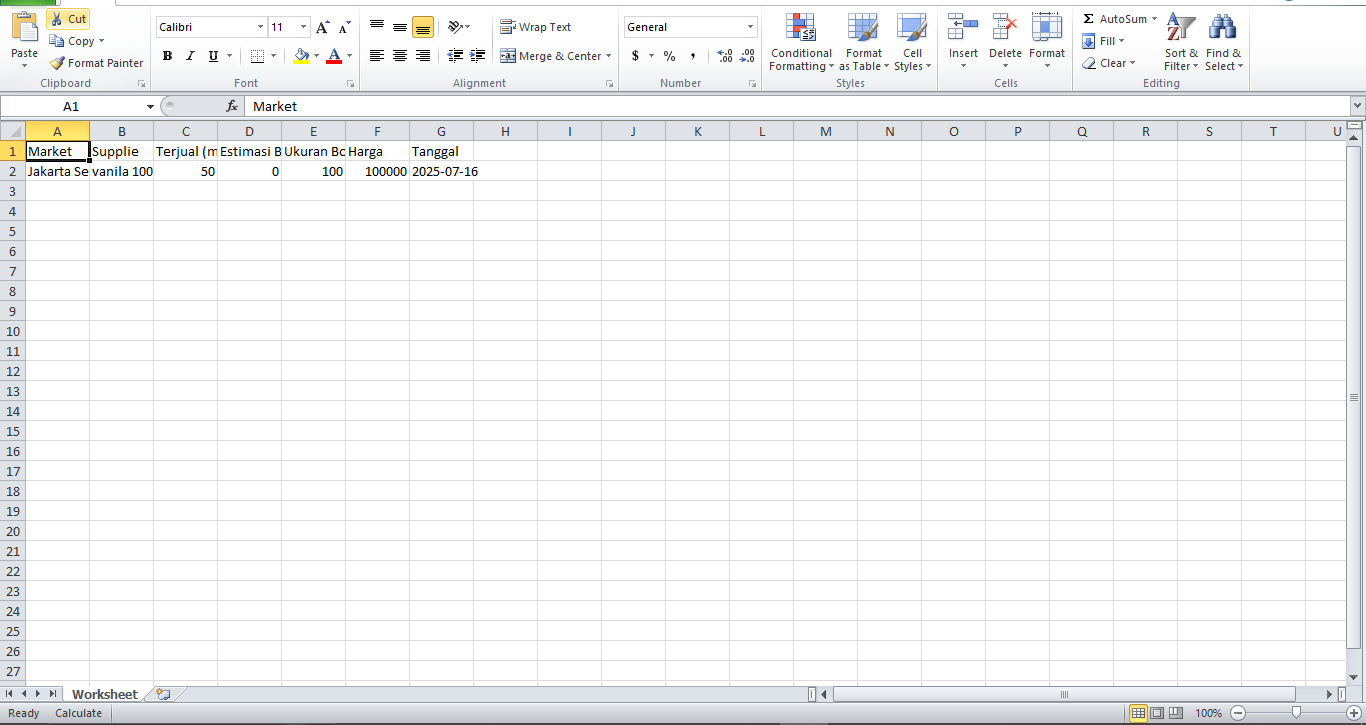 Cut
Paste
Copy
Format Painter
Clipboard
Calibri 11
B I U
Font
Wrap Text
Merge & Center
Alignment
General
$ % ,
Number
Conditional Formatting
Format as Table
Cell Styles
Styles
Insert Delete Format
Cells
Σ AutoSum
Fill
Clear
Sort & Filter
Find & Select
Editing
A1 fx Market
A B C D E F G H I J K L M N O P Q R S T U
1 Market Supplie Terjual (m Estimasi B Ukuran Bo Harga Tanggal
2 Jakarta Se vanila 100 50 0 100 100000 2025-07-16
3
4
5
6
7
8
9
10
11
12
13
14
15
16
17
18
19
20
21
22
23
24
25
26
27
Worksheet
Ready Calculate 100%